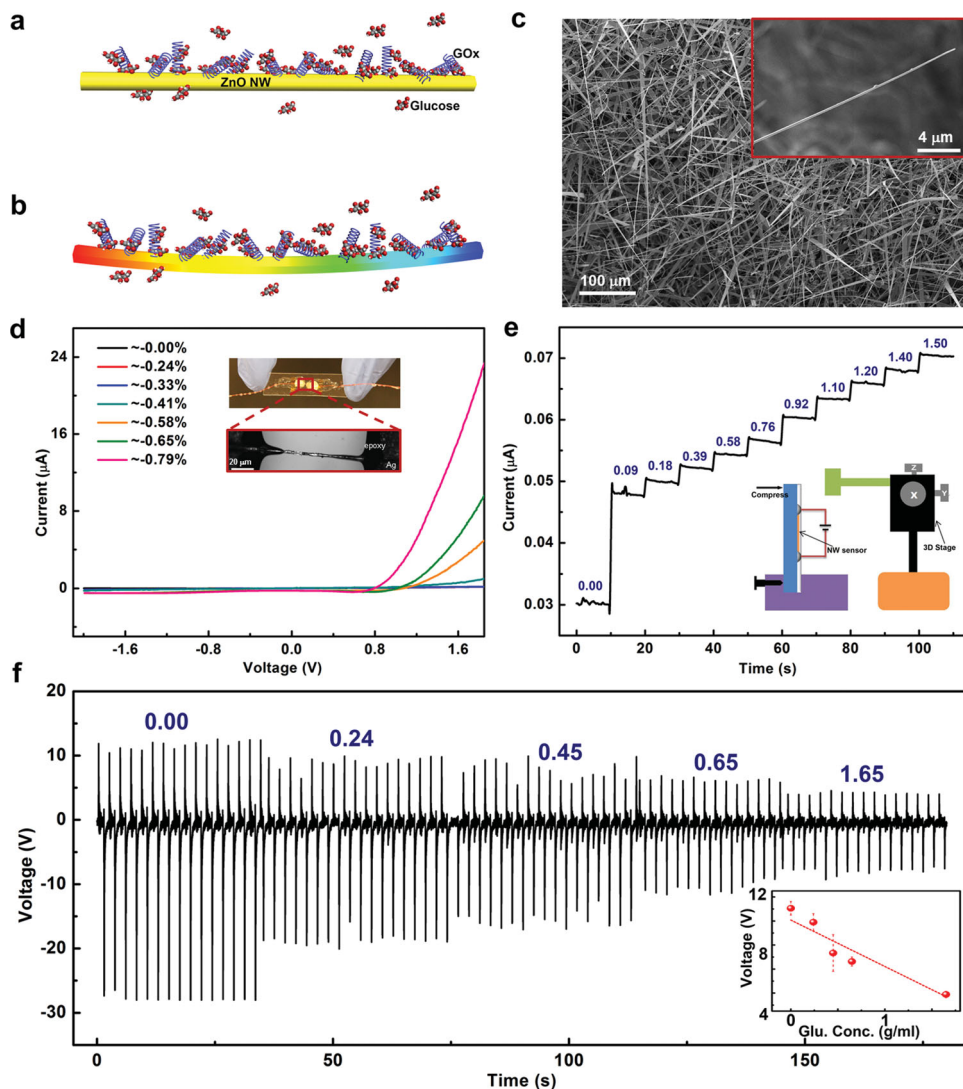 a
GOx
ZnO NW
Glucose
b
c
4 μm
100 μm
d
24
16
8
0
Current (μA)
~-0.00%
~-0.24%
~-0.33%
~-0.41%
~-0.58%
~-0.65%
~-0.79%
epoxy
20 μm
Ag
-1.6 -0.8 0.0 0.8 1.6
Voltage (V)
e
0.07
0.06
0.05
0.04
0.03
Current (μA)
0.00
0.09
0.18
0.39
0.58
0.76
0.92
1.10
1.20
1.40
1.50
Compress
NW sensor
Z
X
Y
3D Stage
0 20 40 60 80 100
Time (s)
f
20
10
0
-10
-20
-30
Voltage (V)
0.00
0.24
0.45
0.65
1.65
12
8
4
Voltage (V)
0 1
Glu. Conc. (g/ml)
0 50 100 150
Time (s)